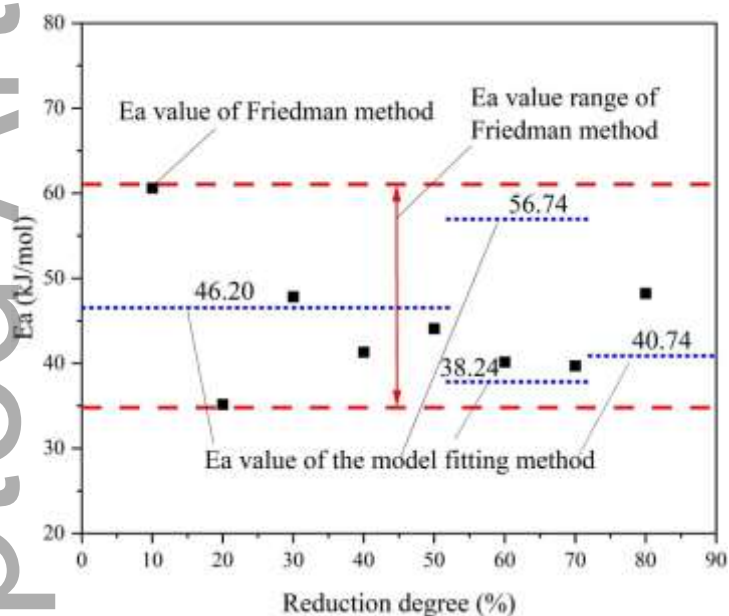 80
70
60
50
40
30
20
Ea (kJ/mol)
Ea value of Friedman method
Ea value range of
Friedman method
56.74
46.20
40.74
38.24
Ea value of the model fitting method
0 10 20 30 40 50 60 70 80 90
Reduction degree (%)